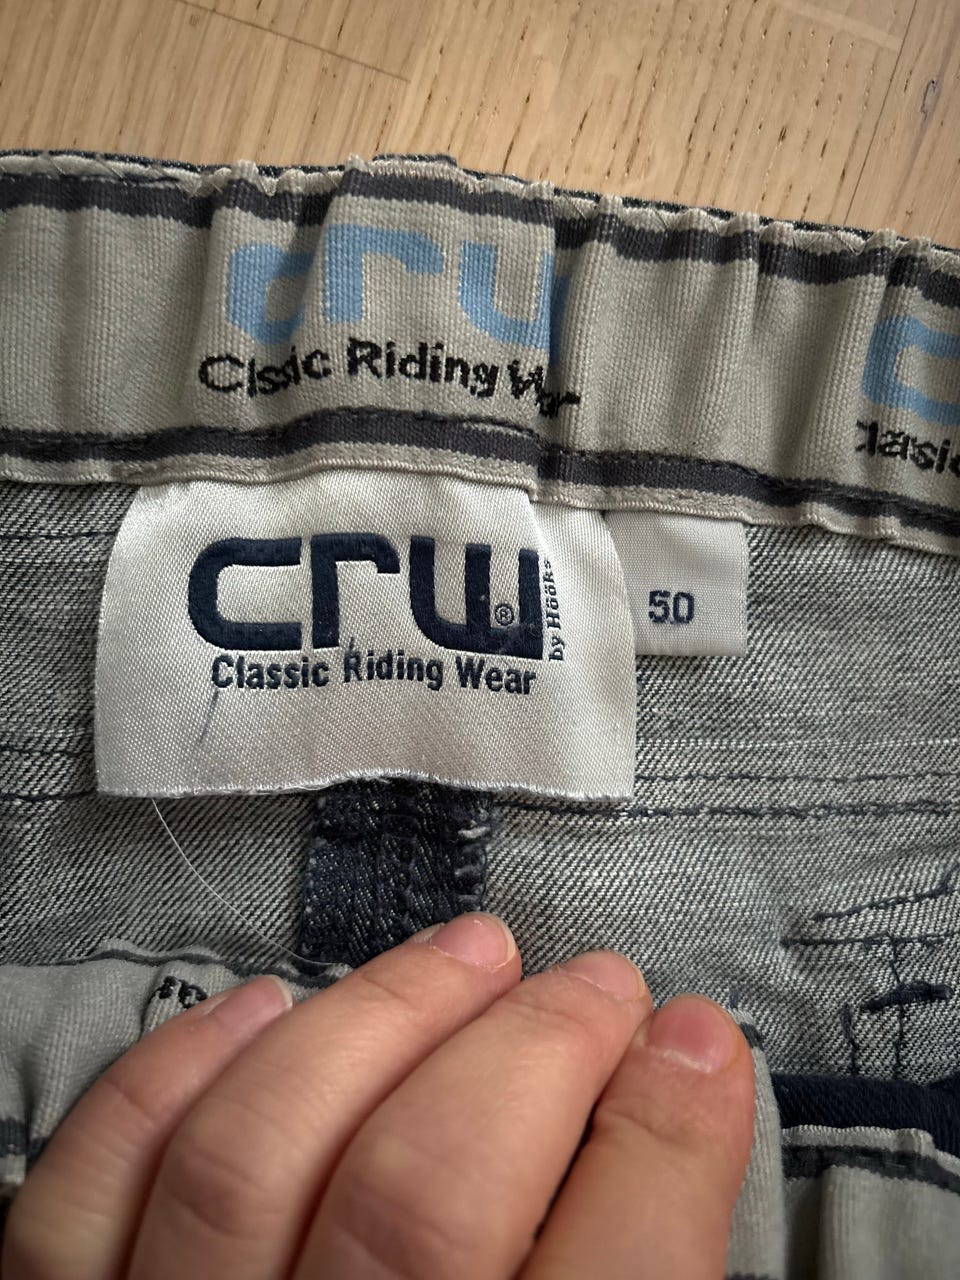 crw
Classic Riding Wear
crw ®
by Hööks
Classic Riding Wear
50